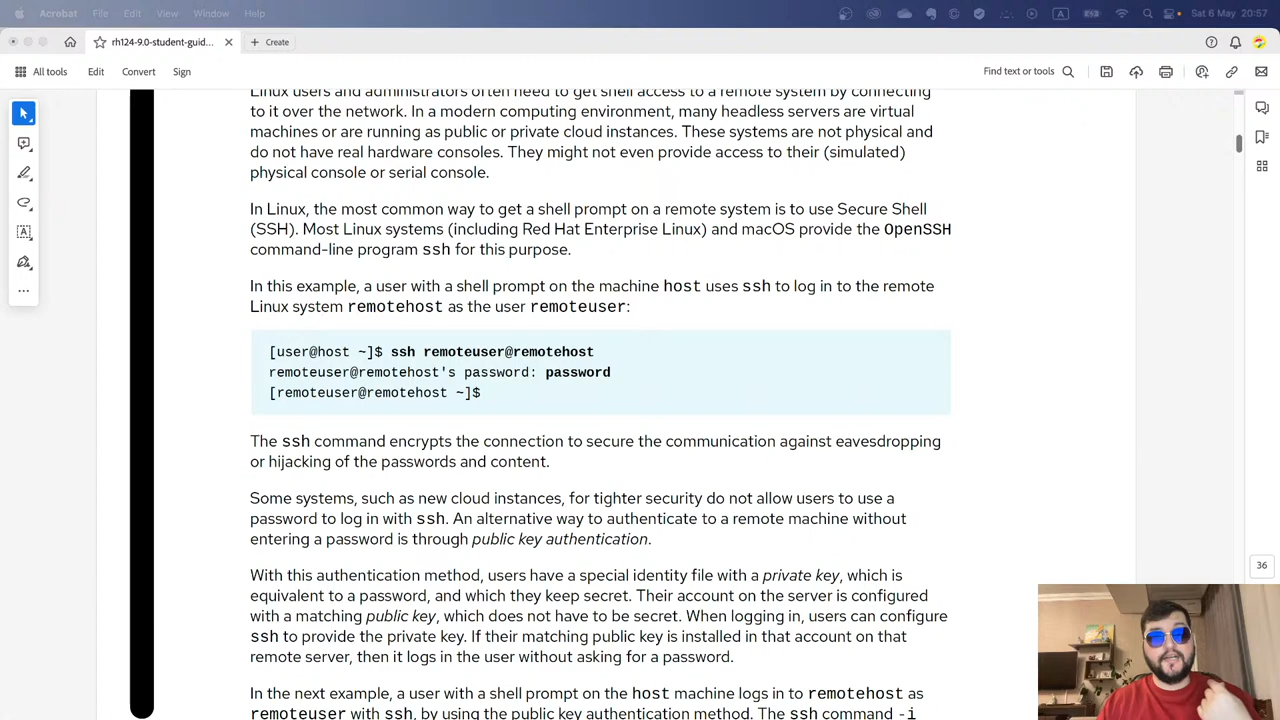 Acrobat File Edit View Window Help Sat 6 May 20:57
rh124-9.0-student-guid... Create
All tools Edit Convert Sign Find text or tools
Linux users and administrators often need to get shell access to a remote system by connecting
to it over the network. In a modern computing environment, many headless servers are virtual
machines or are running as public or private cloud instances. These systems are not physical and
do not have real hardware consoles. They might not even provide access to their (simulated)
physical console or serial console.
In Linux, the most common way to get a shell prompt on a remote system is to use Secure Shell
(SSH). Most Linux systems (including Red Hat Enterprise Linux) and macOS provide the OpenSSH
command-line program ssh for this purpose.
In this example, a user with a shell prompt on the machine host uses ssh to log in to the remote
Linux system remotehost as the user remoteuser:
[user@host ~]$ ssh remoteuser@remotehost
remoteuser@remotehost's password: password
[remoteuser@remotehost ~]$
The ssh command encrypts the connection to secure the communication against eavesdropping
or hijacking of the passwords and content.
Some systems, such as new cloud instances, for tighter security do not allow users to use a
password to log in with ssh. An alternative way to authenticate to a remote machine without
entering a password is through public key authentication.
With this authentication method, users have a special identity file with a private key, which is
equivalent to a password, and which they keep secret. Their account on the server is configured
with a matching public key, which does not have to be secret. When logging in, users can configure
ssh to provide the private key. If their matching public key is installed in that account on that
remote server, then it logs in the user without asking for a password.
In the next example, a user with a shell prompt on the host machine logs in to remotehost as
remoteuser with ssh, by using the public key authentication method. The ssh command -i
36